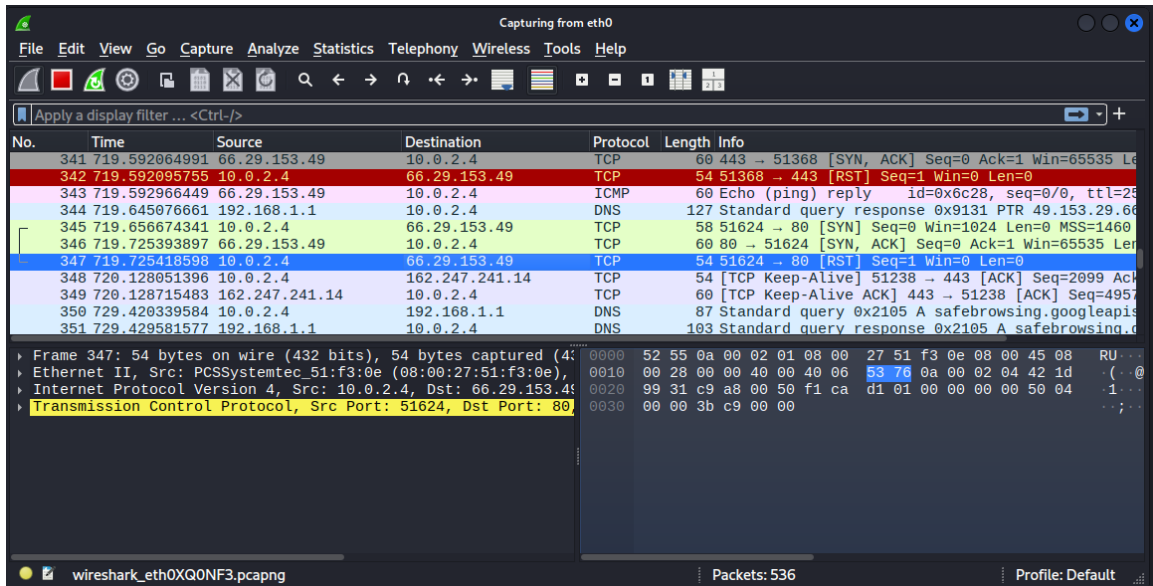 Capturing from eth0
File Edit View Go Capture Analyze Statistics Telephony Wireless Tools Help
Apply a display filter … <Ctrl-/>
No. Time Source Destination Protocol Length Info
341 719.592064991 66.29.153.49 10.0.2.4 TCP 60 443 → 51368 [SYN, ACK] Seq=0 Ack=1 Win=65535 Le
342 719.592095755 10.0.2.4 66.29.153.49 TCP 54 51368 → 443 [RST] Seq=1 Win=0 Len=0
343 719.592966449 66.29.153.49 10.0.2.4 ICMP 60 Echo (ping) reply id=0x6c28, seq=0/0, ttl=25
344 719.645076661 192.168.1.1 10.0.2.4 DNS 127 Standard query response 0x9131 PTR 49.153.29.66
345 719.656674341 10.0.2.4 66.29.153.49 TCP 58 51624 → 80 [SYN] Seq=0 Win=1024 Len=0 MSS=1460
346 719.725393897 66.29.153.49 10.0.2.4 TCP 60 80 → 51624 [SYN, ACK] Seq=0 Ack=1 Win=65535 Len
347 719.725418598 10.0.2.4 66.29.153.49 TCP 54 51624 → 80 [RST] Seq=1 Win=0 Len=0
348 720.128051396 10.0.2.4 162.247.241.14 TCP 54 [TCP Keep-Alive] 51238 → 443 [ACK] Seq=2099 Ack
349 720.128715483 162.247.241.14 10.0.2.4 TCP 60 [TCP Keep-Alive ACK] 443 → 51238 [ACK] Seq=4957
350 729.420339584 10.0.2.4 192.168.1.1 DNS 87 Standard query 0x2105 A safebrowsing.googleapis
351 729.429581577 192.168.1.1 10.0.2.4 DNS 103 Standard query response 0x2105 A safebrowsing.g
Frame 347: 54 bytes on wire (432 bits), 54 bytes captured (43
Ethernet II, Src: PCSSystemtec_51:f3:0e (08:00:27:51:f3:0e),
Internet Protocol Version 4, Src: 10.0.2.4, Dst: 66.29.153.49
Transmission Control Protocol, Src Port: 51624, Dst Port: 80,
0000 52 55 0a 00 02 01 08 00 27 51 f3 0e 08 00 45 08 RU···
0010 00 28 00 00 40 00 40 06 53 76 0a 00 02 04 42 1d ·(··@
0020 99 31 c9 a8 00 50 f1 ca d1 01 00 00 00 00 50 04 ·1···
0030 00 00 3b c9 00 00 ··;··
wireshark_eth0XQ0NF3.pcapng
Packets: 536
Profile: Default